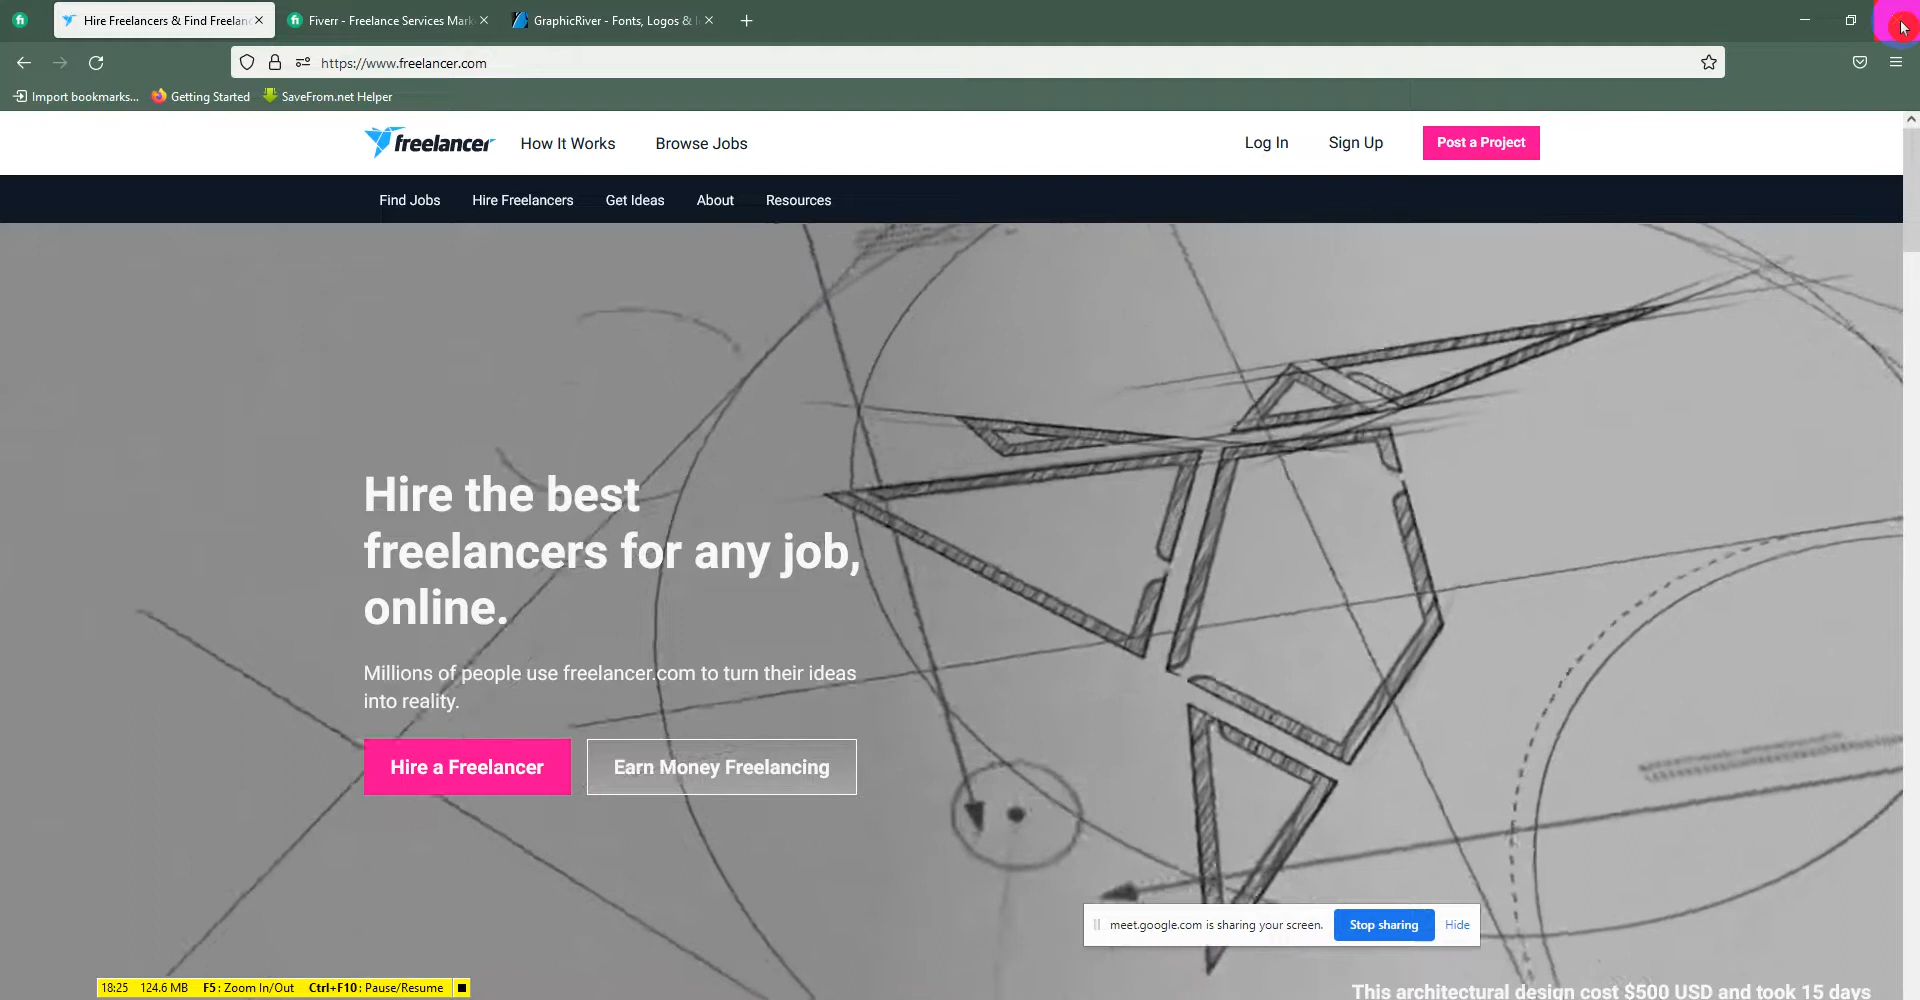 Hire Freelancers & Find Freelan
Fiverr - Freelance Services Mark
GraphicRiver - Fonts, Logos &
https://www.freelancer.com
Import bookmarks...
Getting Started
SaveFrom.net Helper
freelancer
How It Works
Browse Jobs
Log In
Sign Up
Post a Project
Find Jobs
Hire Freelancers
Get Ideas
About
Resources
Hire the best
freelancers for any job,
online.
Millions of people use freelancer.com to turn their ideas
into reality.
Hire a Freelancer
Earn Money Freelancing
meet.google.com is sharing your screen.
Stop sharing
Hide
18:25 124.6 MB F5: Zoom In/Out Ctrl+F10: Pause/Resume
This architectural design cost $500 USD and took 15 days